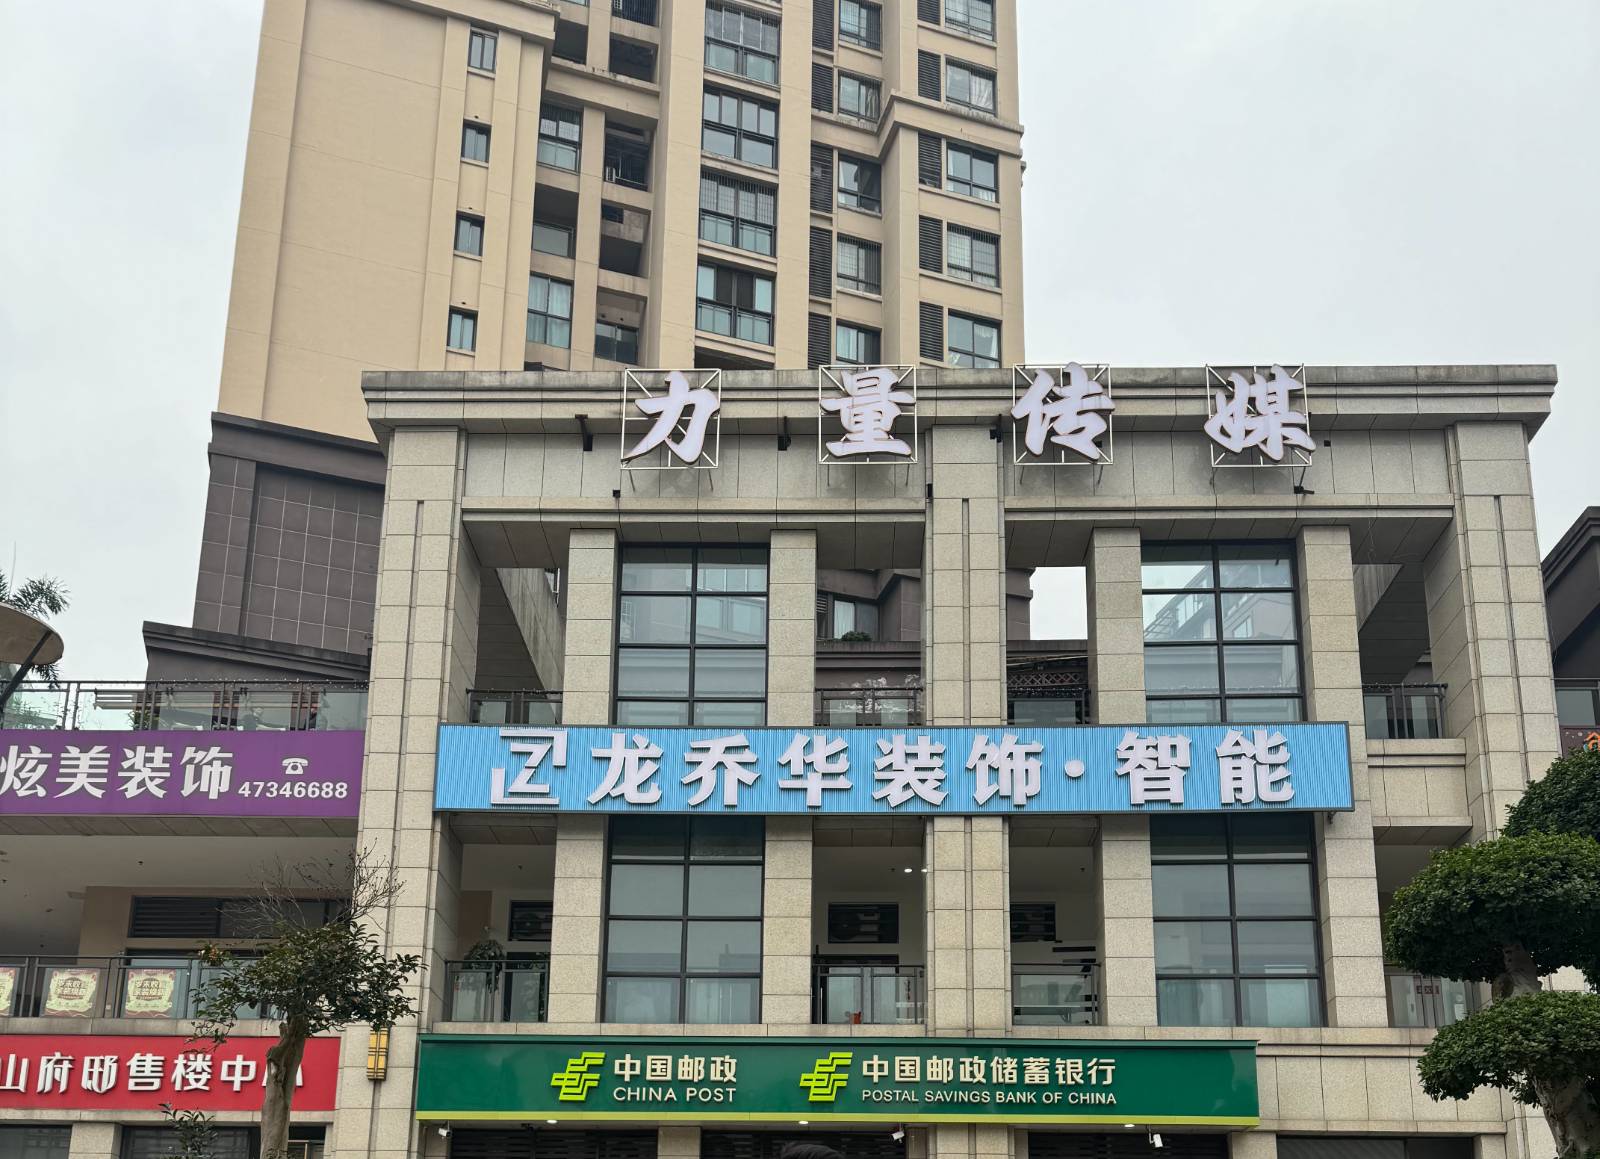 力量传媒
龙乔华装饰·智能
炫美装饰 47346688
山府邸售楼中心
中国邮政
CHINA POST
中国邮政储蓄银行
POSTAL SAVINGS BANK OF CHINA